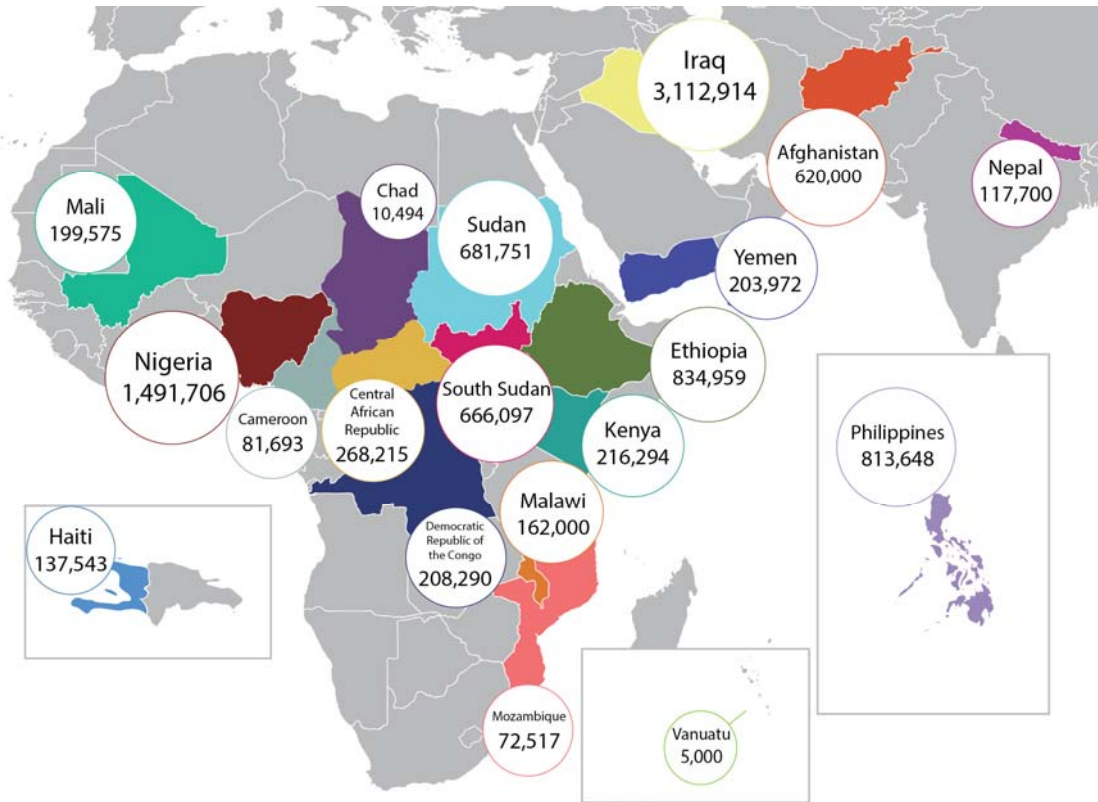 Iraq
3,112,914
Afghanistan
620,000
Nepal
117,700
Mali
199,575
Chad
10,494
Sudan
681,751
Yemen
203,972
Nigeria
1,491,706
Cameroon
81,693
Central
African
Republic
268,215
South Sudan
666,097
Ethiopia
834,959
Kenya
216,294
Philippines
813,648
Haiti
137,543
Democratic
Republic of
the Congo
208,290
Malawi
162,000
Mozambique
72,517
Vanuatu
5,000